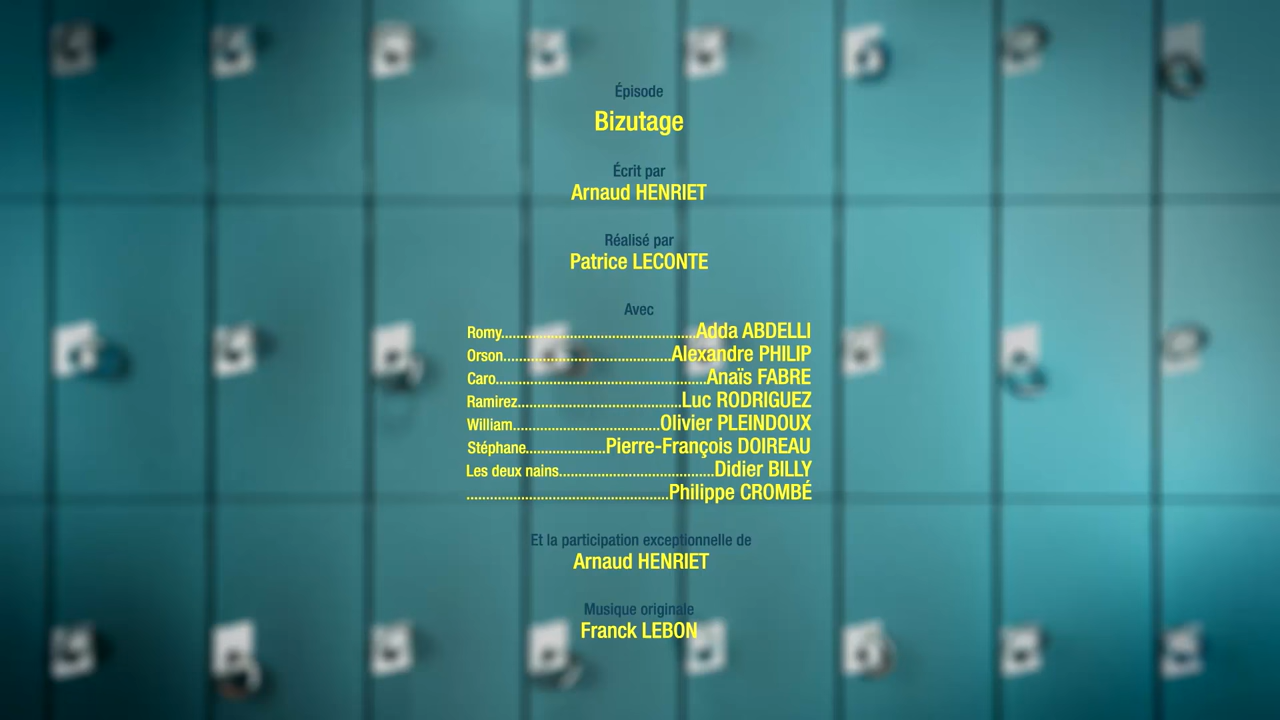 Épisode
Bizutage
Écrit par
Arnaud HENRIET
Réalisé par
Patrice LECONTE
Avec
Romy..................................................Adda ABDELLI
Orson...........................................Alexandre PHILIP
Caro......................................................Anaïs FABRE
Ramirez..........................................Luc RODRIGUEZ
William......................................Olivier PLEINDOUX
Stéphane.....................Pierre-François DOIREAU
Les deux nains........................................Didier BILLY
....................................................Philippe CROMBÉ
Et la participation exceptionnelle de
Arnaud HENRIET
Musique originale
Franck LEBON